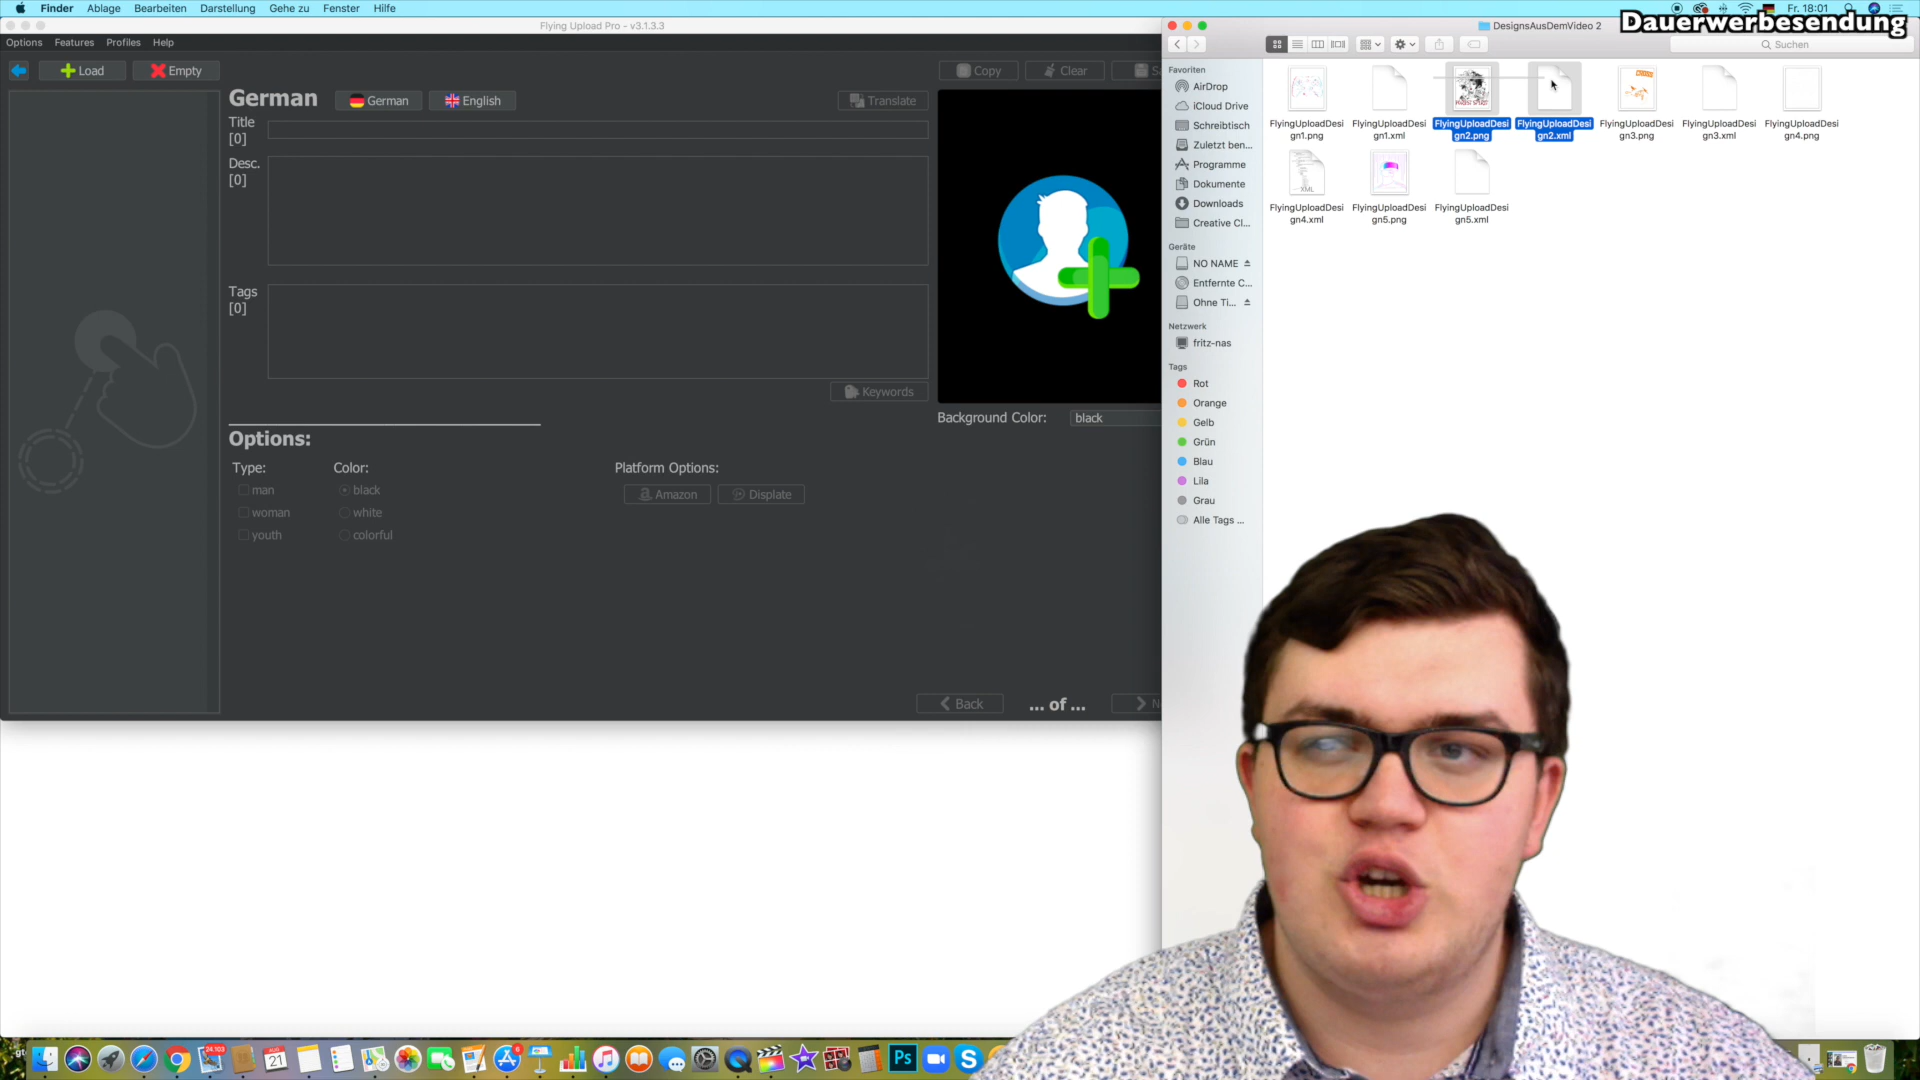 Finder Ablage Bearbeiten Darstellung Gehe zu Fenster Hilfe
Fr. 18:01
Dauerwerbesendung
Flying Upload Pro - v3.1.3.3
DesignsAusDemVideo 2
Options Features Profiles Help
Suchen
Load
Empty
Copy
Clear
German
German
English
Translate
Title
[0]
Desc.
[0]
Tags
[0]
Keywords
Background Color:
black
Options:
Type:
Color:
Platform Options:
man
black
Amazon
Displate
woman
white
youth
colorful
Back
... of ...
Favoriten
AirDrop
iCloud Drive
Schreibtisch
Zuletzt ben...
Programme
Dokumente
Downloads
Creative Cl...
Geräte
NO NAME
Entfernte C...
Ohne Ti...
Netzwerk
fritz-nas
Tags
Rot
Orange
Gelb
Grün
Blau
Lila
Grau
Alle Tags ...
FlyingUploadDesi
gn1.png
FlyingUploadDesi
gn1.xml
FlyingUploadDesi
gn2.png
FlyingUploadDesi
gn2.xml
FlyingUploadDesi
gn3.png
FlyingUploadDesi
gn3.xml
FlyingUploadDesi
gn4.png
XML
FlyingUploadDesi
gn4.xml
FlyingUploadDesi
gn5.png
FlyingUploadDesi
gn5.xml
AUG
21
Ps